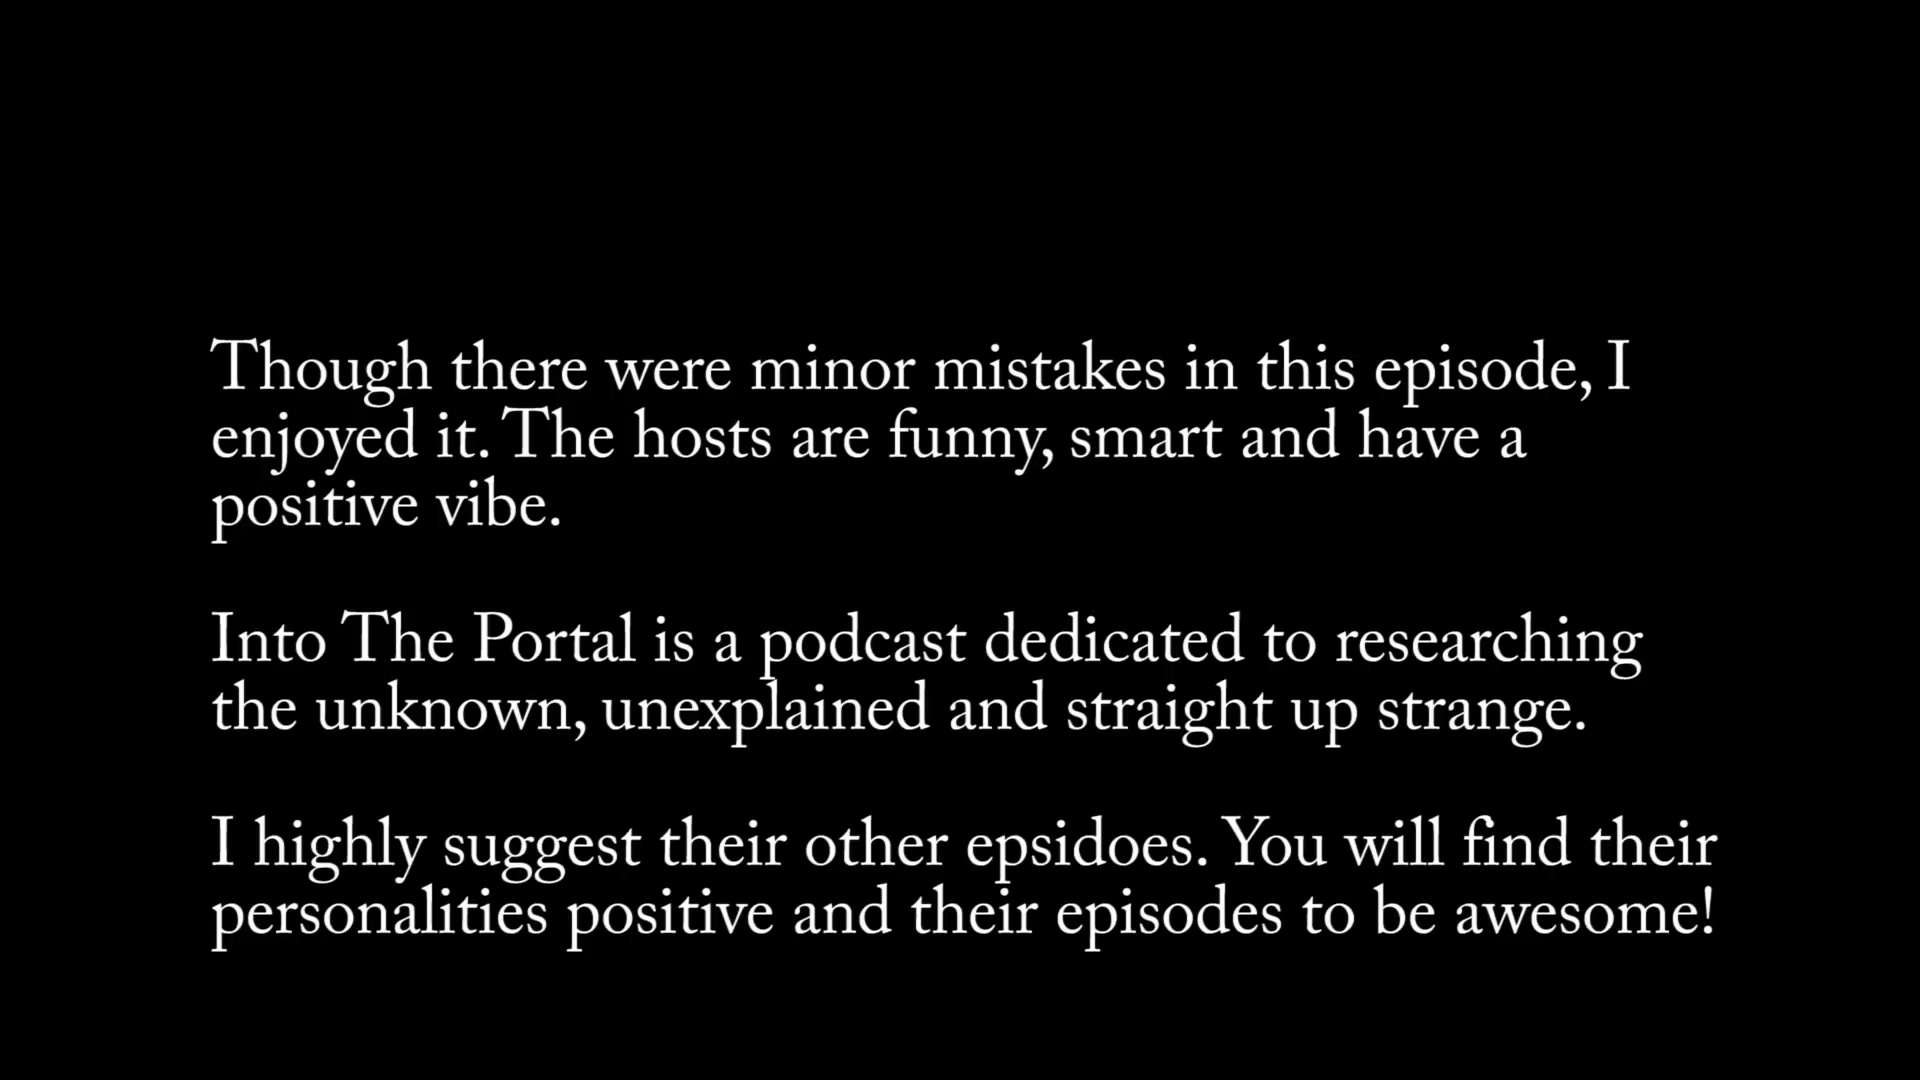 Though there were minor mistakes in this episode, I
enjoyed it. The hosts are funny, smart and have a
positive vibe.
Into The Portal is a podcast dedicated to researching
the unknown, unexplained and straight up strange.
I highly suggest their other epsidoes. You will find their
personalities positive and their episodes to be awesome!